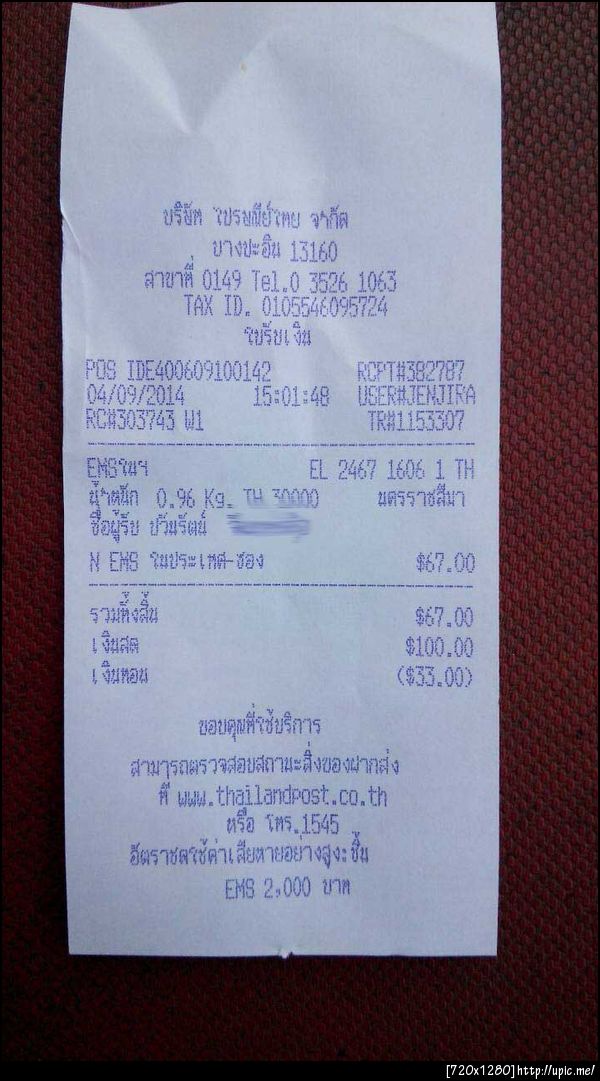 บริษัท ไปรษณีย์ไทย จำกัด
บางปะอิน 13160
สาขาที่ 0149 Tel.0 3526 1063
TAX ID. 0105546095724
ใบรับเงิน
POS IDE400609100142 RCPT#382787
04/09/2014 15:01:48 USER#JENJIRA
RC#303743 W1 TR#1153307
EMSในฯ EL 2467 1606 1 TH
น้ำหนัก 0.96 Kg. TH 30000 นครราชสีมา
ชื่อผู้รับ ปวันรัตน์
N EMS ในประเทศ-ซอง $67.00
รวมทั้งสิ้น $67.00
เงินสด $100.00
เงินทอน ($33.00)
ขอบคุณที่ใช้บริการ
สามารถตรวจสอบสถานะสิ่งของฝากส่ง
ที่ www.thailandpost.co.th
หรือ โทร.1545
อัตราชดใช้ค่าเสียหายอย่างสูง:ชิ้น
EMS 2,000 บาท
[720x1280]http://upic.me/